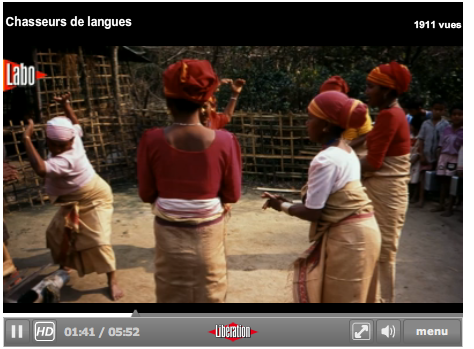 Chasseurs de langues
1911 vues
Labo
HD 01:41 / 05:52
Libération
menu